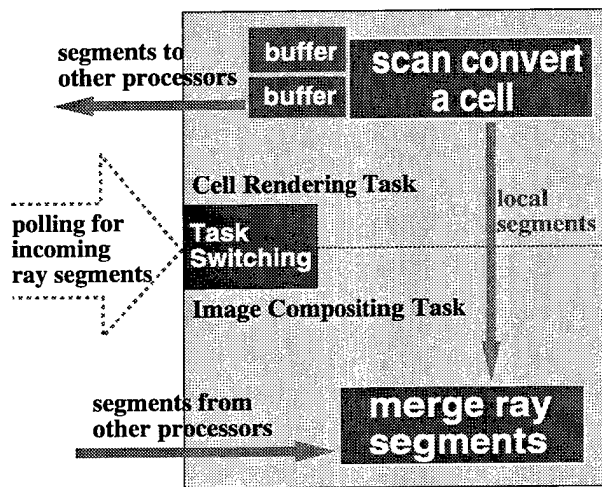 segments to
other processors
buffer
buffer
scan convert
a cell
Cell Rendering Task
local
segments
polling for
incoming
ray segments
Task
Switching
Image Compositing Task
segments from
other processors
merge ray
segments